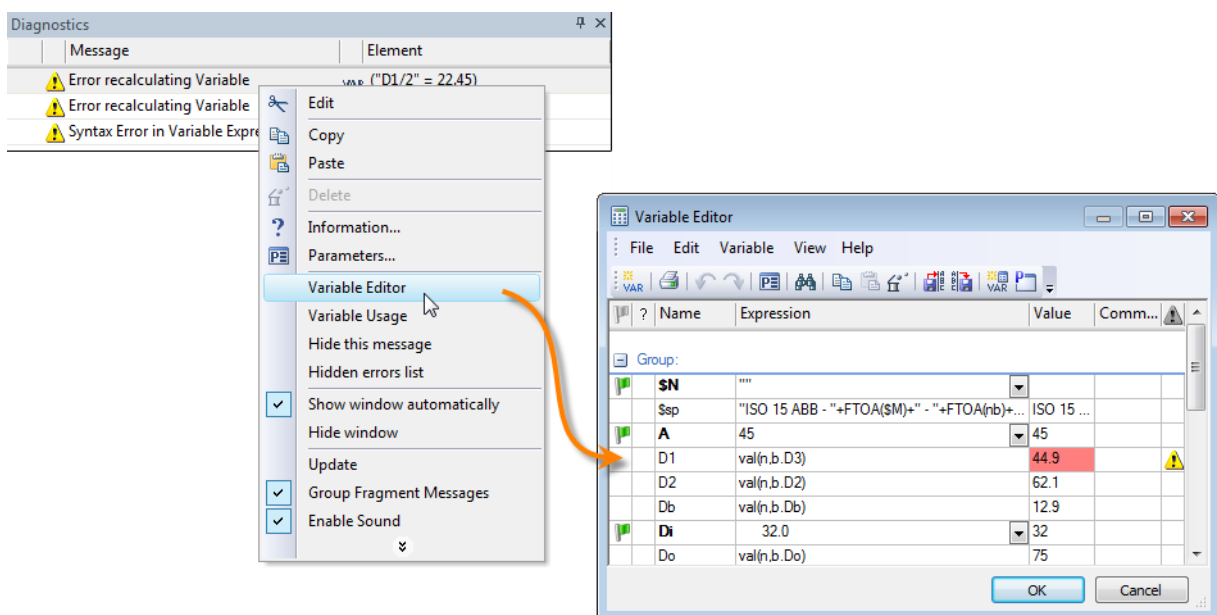 Diagnostics
Message Element
Error recalculating Variable VAR ("D1/2" = 22.45)
Error recalculating Variable
Syntax Error in Variable Expre
Edit
Copy
Paste
Delete
? Information...
PE Parameters...
Variable Editor
Variable Usage
Hide this message
Hidden errors list
Show window automatically
Hide window
Update
Group Fragment Messages
Enable Sound
Variable Editor
File Edit Variable View Help
VAR PE VAR P
? Name Expression Value Comm...
Group:
$N ""
$sp "ISO 15 ABB - "+FTOA($M)+" - "+FTOA(nb)+... ISO 15 ...
A 45 45
D1 val(n,b.D3) 44.9
D2 val(n,b.D2) 62.1
Db val(n,b.Db) 12.9
Di 32.0 32
Do val(n,b.Do) 75
OK Cancel